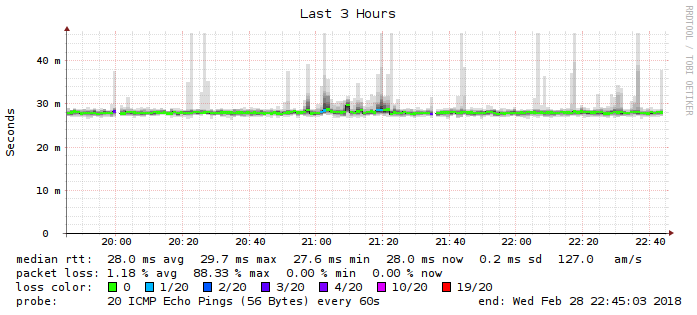 Last 3 Hours
RRDTOOL / TOBI OETIKER
Seconds
40 m
30 m
20 m
10 m
0
20:00 20:20 20:40 21:00 21:20 21:40 22:00 22:20 22:40
median rtt: 28.0 ms avg 29.7 ms max 27.6 ms min 28.0 ms now 0.2 ms sd 127.0 am/s
packet loss: 1.18 % avg 88.33 % max 0.00 % min 0.00 % now
loss color: 0 1/20 2/20 3/20 4/20 10/20 19/20
probe: 20 ICMP Echo Pings (56 Bytes) every 60s end: Wed Feb 28 22:45:03 2018